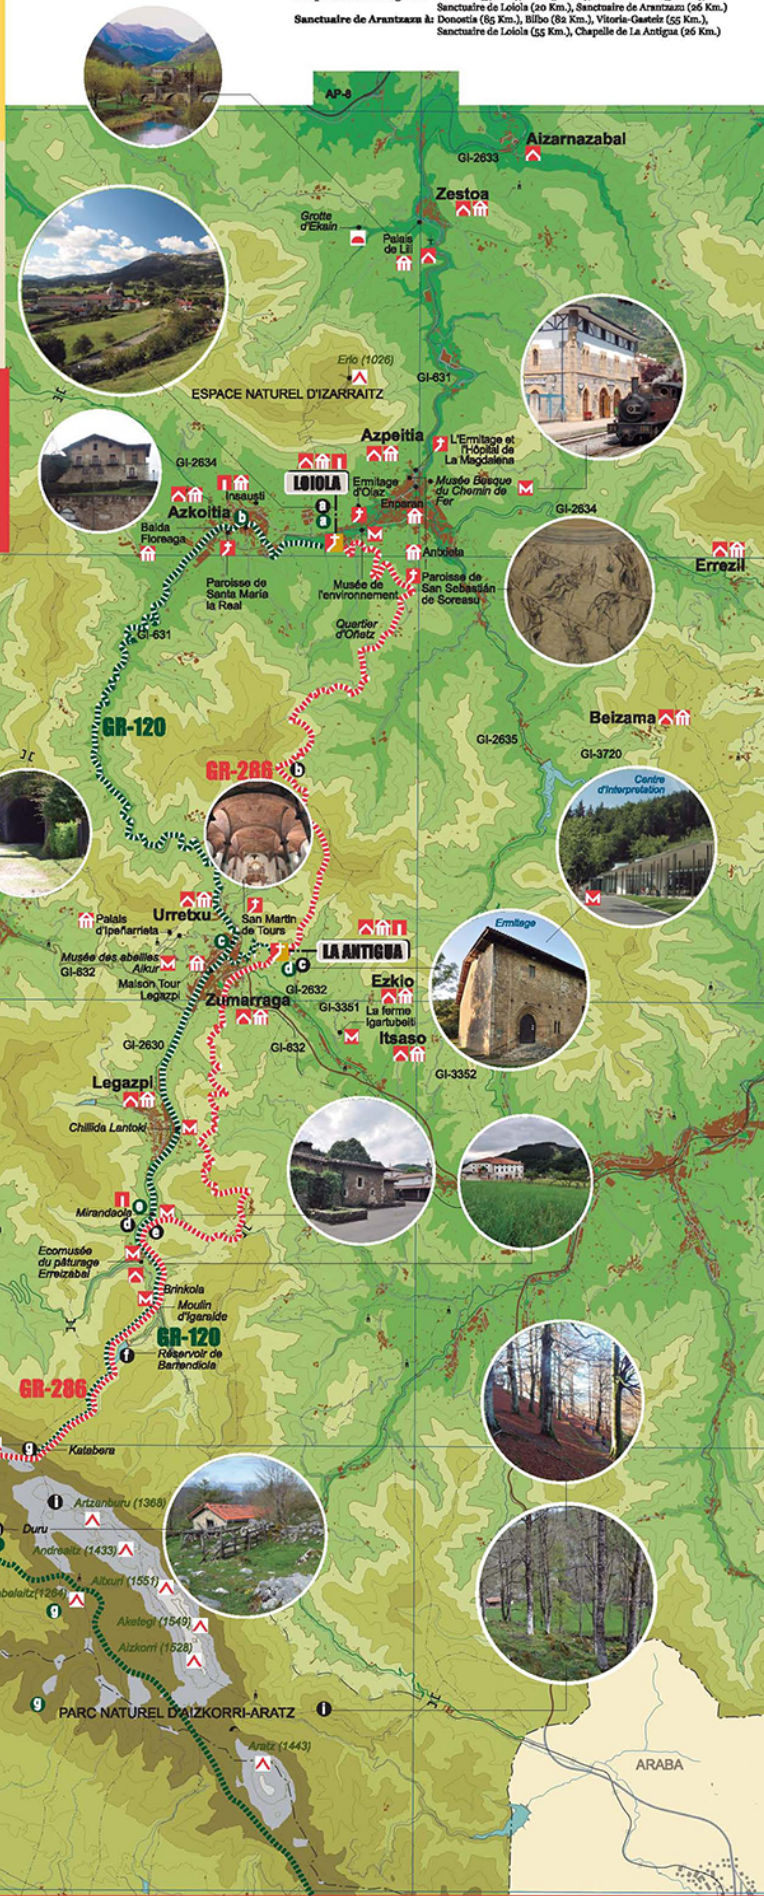 Sanctuaire de Loiola (20 Km.), Sanctuaire de Arantzazu (26 Km.)
Sanctuaire de Arantzazu à: Donostia (85 Km.), Bilbo (82 Km.), Vitoria-Gasteiz (55 Km.),
Sanctuaire de Loiola (55 Km.), Chapelle de La Antigua (26 Km.)
AP-8
Aizarnazabal
GI-2633
Zestoa
Grotte
d'Ekain
Palais
de Lili
Erlo (1026)
GI-631
ESPACE NATUREL D'IZARRAITZ
Azpeitia
L'Ermitage et
l'Hôpital de
La Magdalena
GI-2634
LOIOLA
Ermitage
d'Olaz
Musée Basque
du Chemin de
Fer
Insausti
Azkoitia
Enparan
GI-2634
Balda
Floreaga
Antxieta
Errezil
Paroisse de
Santa Maria
la Real
Musée de
l'environnement
Paroisse de
San Sebastián
de Soreasu
Quartier
d'Oñatz
GI-631
GR-120
Beizama
GI-2635
GI-3720
GR-286
b
Centre
d'Interpretation
Urretxu
San Martin
de Tours
Palais
d'Ipeñarrieta
Ermitage
Musée des abeilles
Aikur
GI-632
LA ANTIGUA
c
d c
Maison Tour
Legazpi
GI-2632
Ezkio
Zumarraga
GI-3351
La ferme
Igartubeiti
Itsaso
GI-2630
GI-632
GI-3352
Legazpi
Chillida Lantoki
Mirandaola
d
e
Ecomusée
du pâturage
Erreizabal
Brinkola
Moulin
d'Igaralde
GR-120
f
Réservoir de
Barrendiola
GR-286
g
Katabera
i
Artzanburu (1368)
Duru
Andreaitz (1433)
Aitxuri (1551)
g
Aketegi (1549)
Aizkorri (1528)
g
PARC NATUREL D'AIZKORRI-ARATZ
i
Aratz (1443)
ARABA